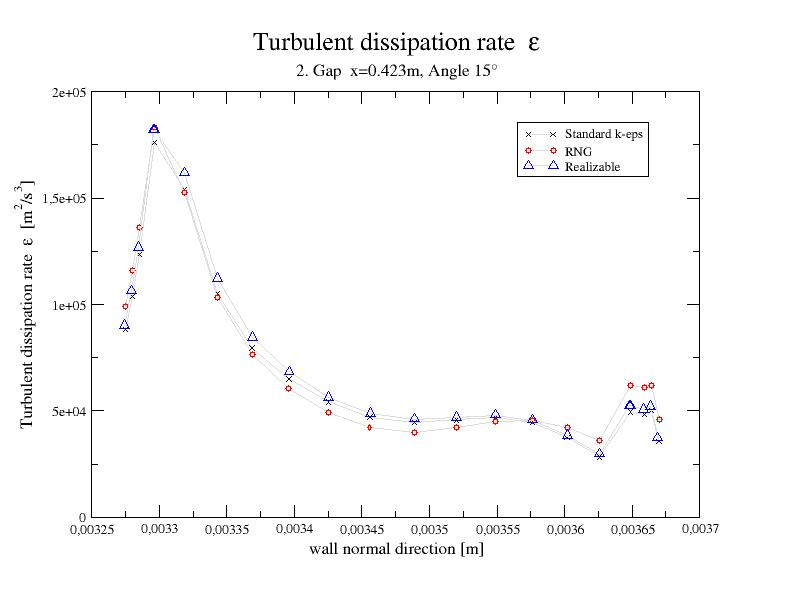 Turbulent dissipation rate ε
2. Gap x=0.423m, Angle 15°
2e+05
1,5e+05
1e+05
5e+04
0
Turbulent dissipation rate ε [m²/s³]
Standard k-eps
RNG
Realizable
0,00325
0,0033
0,00335
0,0034
0,00345
0,0035
0,00355
0,0036
0,00365
0,0037
wall normal direction [m]